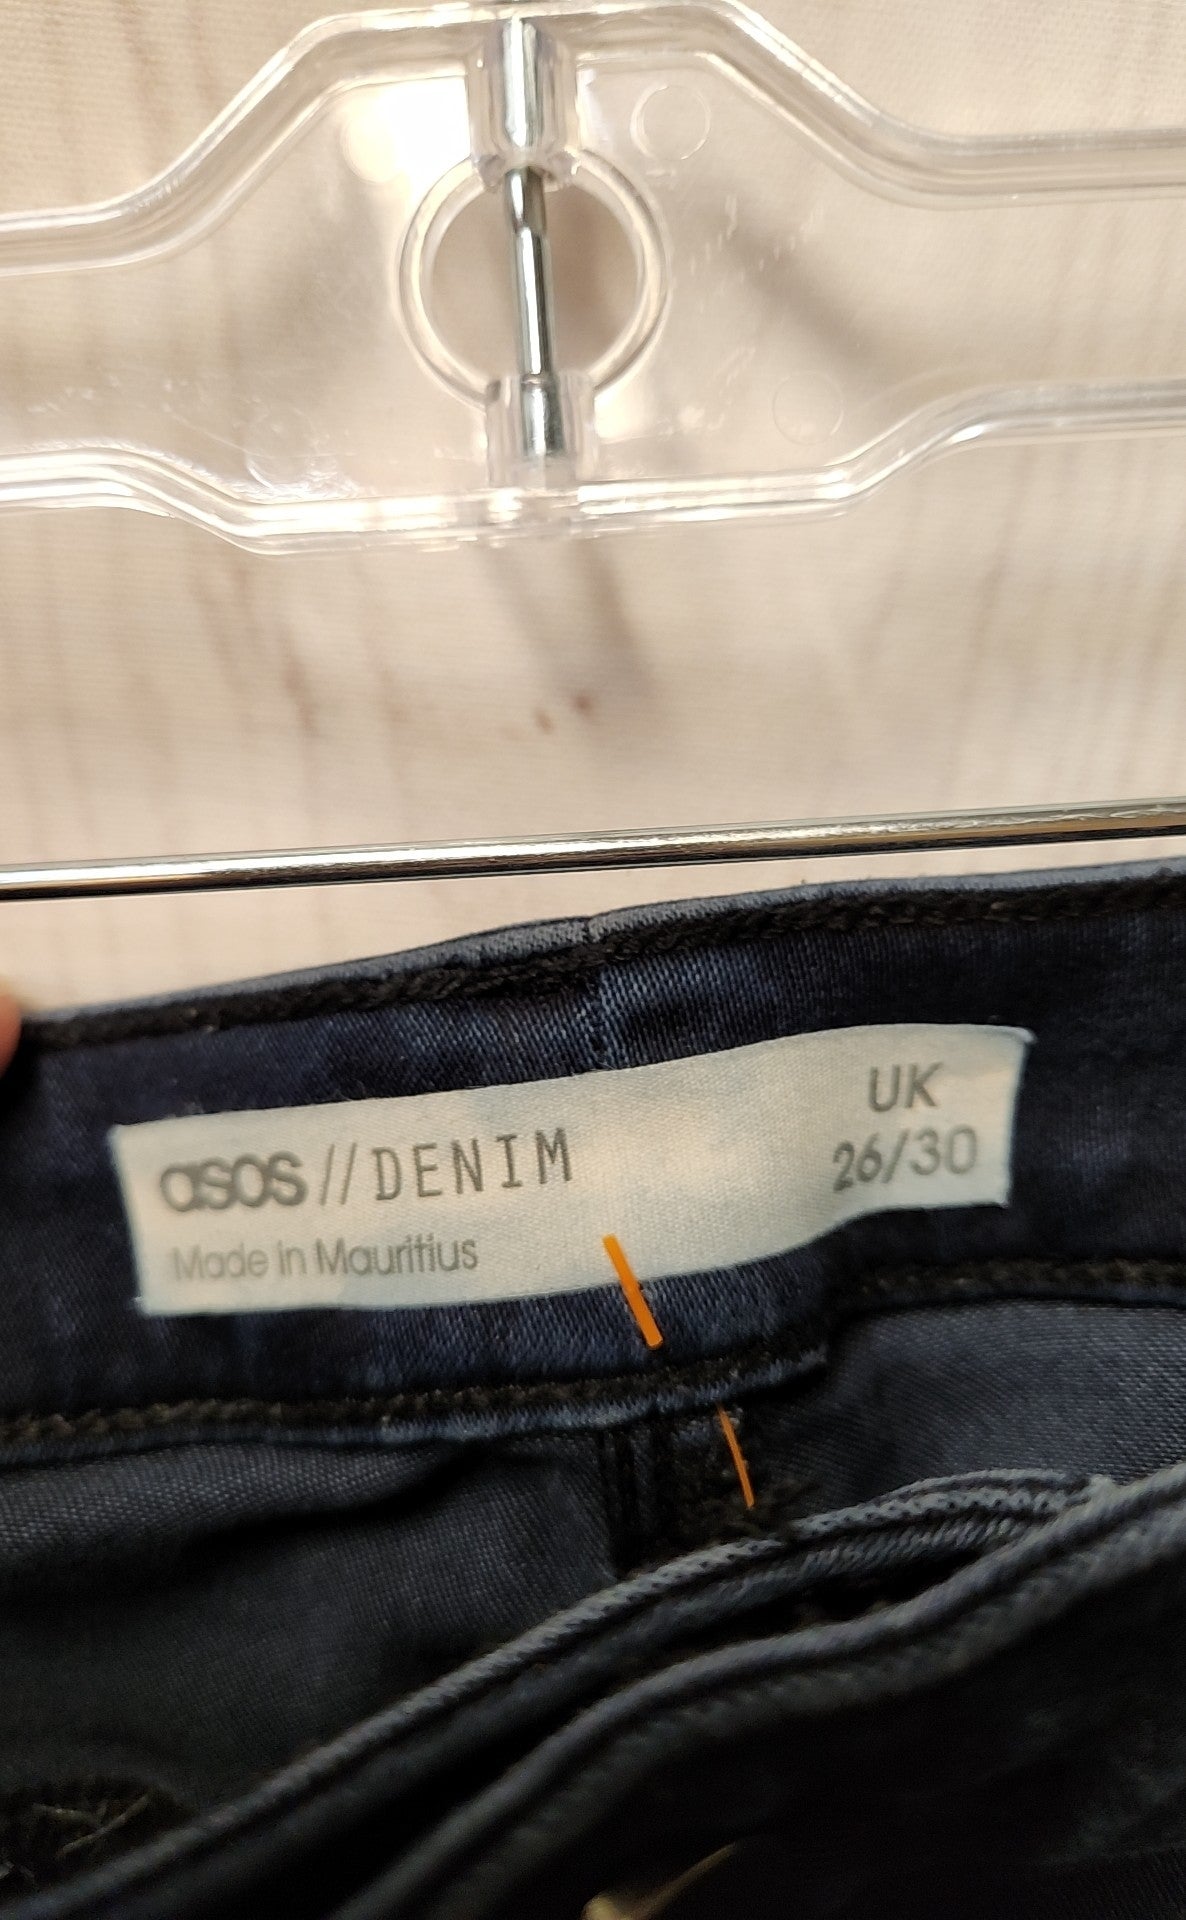 asos//DENIM
Made in Mauritius
UK
26/30